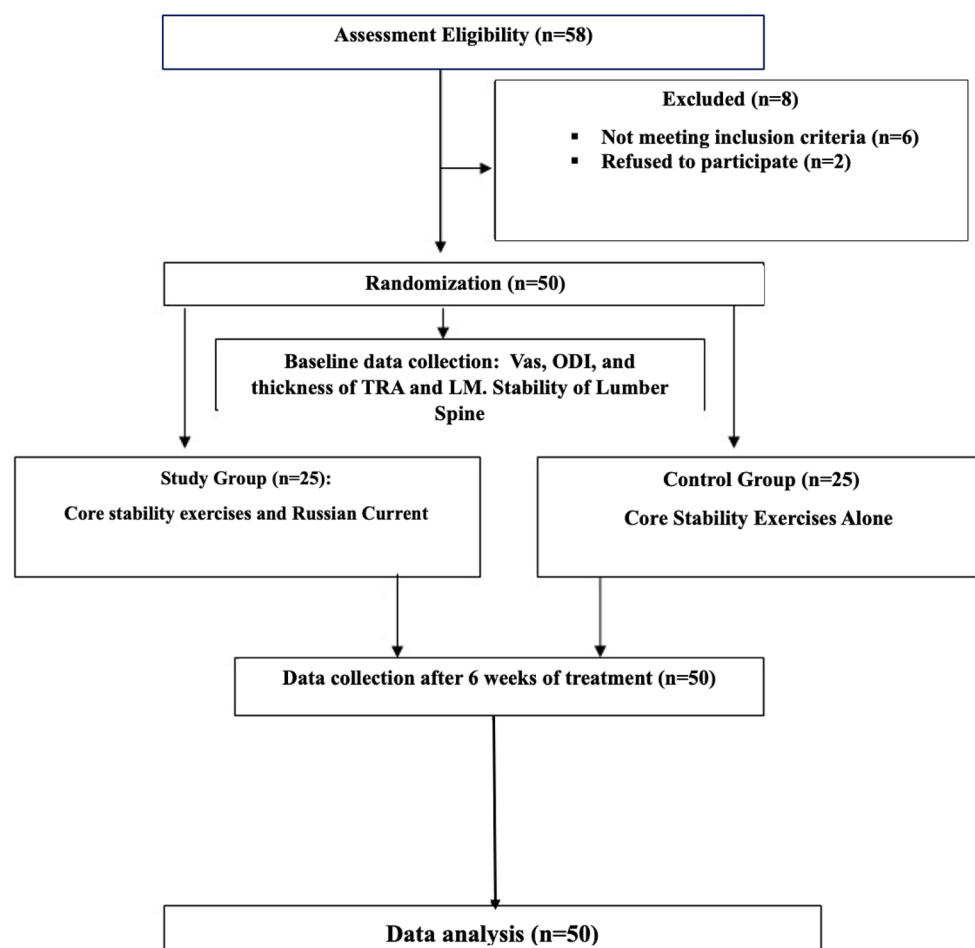 Assessment Eligibility (n=58)
Excluded (n=8)
▪ Not meeting inclusion criteria (n=6)
▪ Refused to participate (n=2)
Randomization (n=50)
Baseline data collection: Vas, ODI, and
thickness of TRA and LM. Stability of Lumber
Spine
Study Group (n=25):
Core stability exercises and Russian Current
Control Group (n=25)
Core Stability Exercises Alone
Data collection after 6 weeks of treatment (n=50)
Data analysis (n=50)